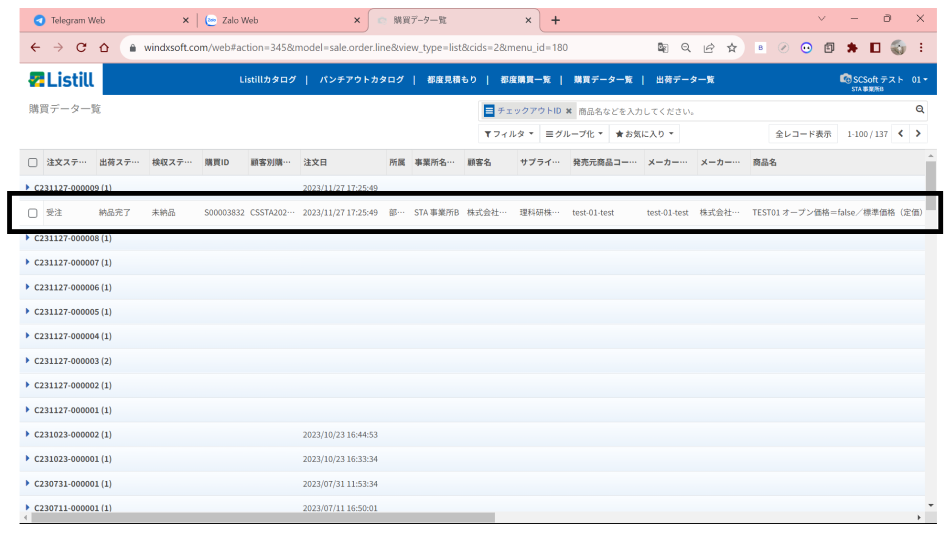 Telegram Web
Zalo Web
購買データ一覧
windxsoft.com/web#action=345&model=sale.order.line&view_type=list&cids=2&menu_id=180
Listill
Listillカタログ | パンチアウトカタログ | 都度見積もり | 都度購買一覧 | 購買データ一覧 | 出荷データ一覧
SCSoft テスト 01
STA 事業所B
購買データ一覧
チェックアウトID 商品名などを入力してください。
フィルタ グループ化 お気に入り 全レコード表示 1-100 / 137
注文ステ… 出荷ステ… 検収ステ… 購買ID 顧客別購… 注文日 所属 事業所名… 顧客名 サプライ… 発売元商品コー… メーカー… メーカー… 商品名
C231127-000009 (1) 2023/11/27 17:25:49
受注 納品完了 未納品 S00003832 CSSTA202… 2023/11/27 17:25:49 部… STA 事業所B 株式会社… 理科研株… test-01-test test-01-test 株式会社… TEST01 オープン価格＝false／標準価格（定価）
C231127-000008 (1)
C231127-000007 (1)
C231127-000006 (1)
C231127-000005 (1)
C231127-000004 (1)
C231127-000003 (2)
C231127-000002 (1)
C231127-000001 (1)
C231023-000002 (1) 2023/10/23 16:44:53
C231023-000001 (1) 2023/10/23 16:33:34
C230731-000001 (1) 2023/07/31 11:53:34
C230711-000001 (1) 2023/07/11 16:50:01